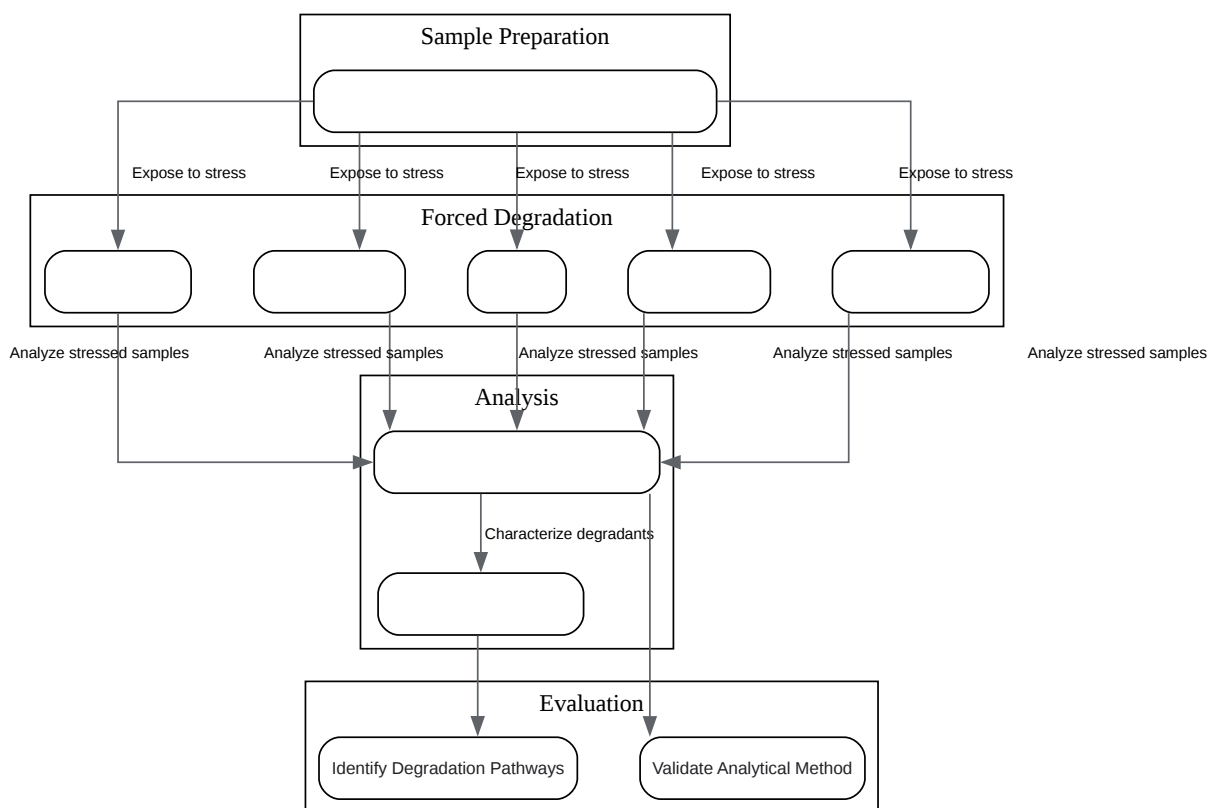 Sample Preparation
Expose to stress
Expose to stress
Expose to stress
Expose to stress
Expose to stress
Forced Degradation
Analyze stressed samples
Analyze stressed samples
Analyze stressed samples
Analyze stressed samples
Analyze stressed samples
Analysis
Characterize degradants
Evaluation
Identify Degradation Pathways
Validate Analytical Method